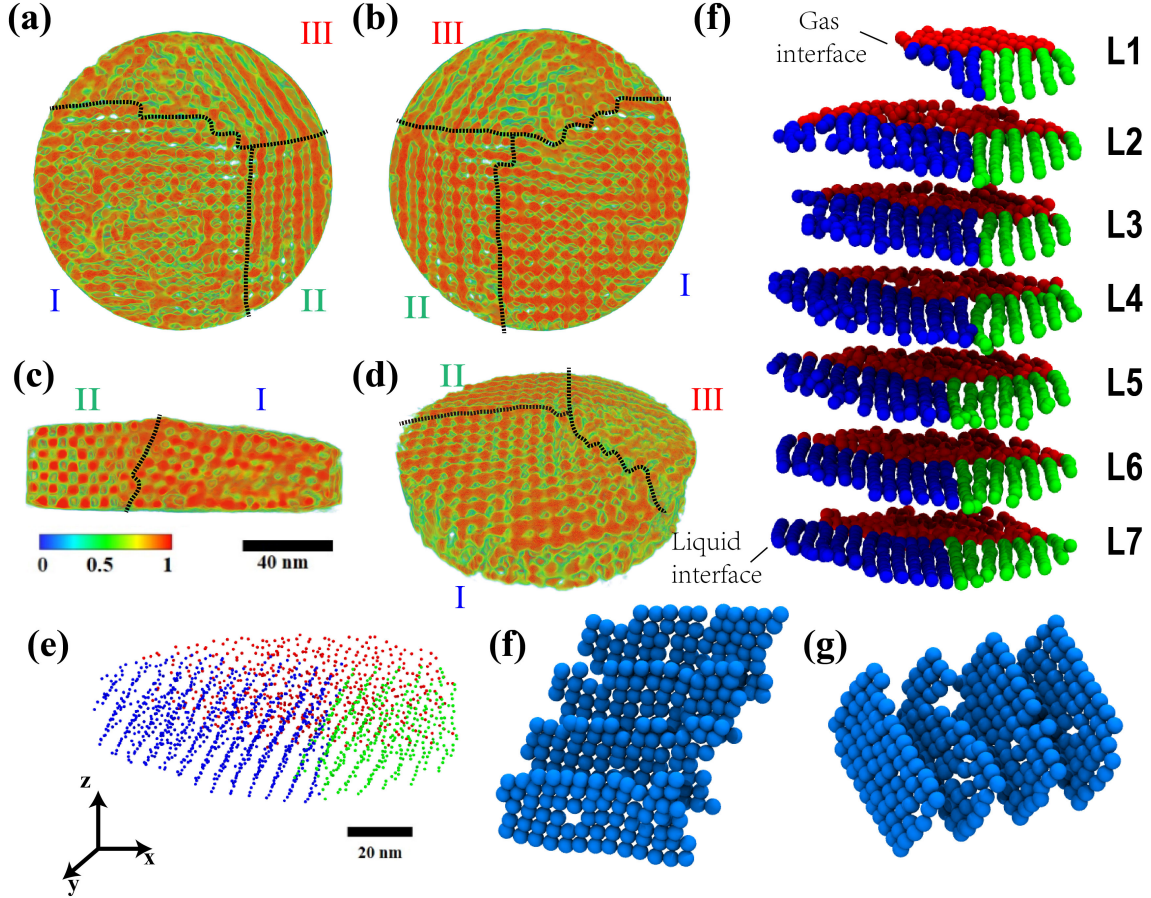 (a)
III
I
II
(b)
III
II
I
(c)
II
I
0
0.5
1
40 nm
(d)
II
III
I
(e)
z
x
y
20 nm
(f)
Gas
interface
L1
L2
L3
L4
L5
L6
L7
Liquid
interface
(f)
(g)